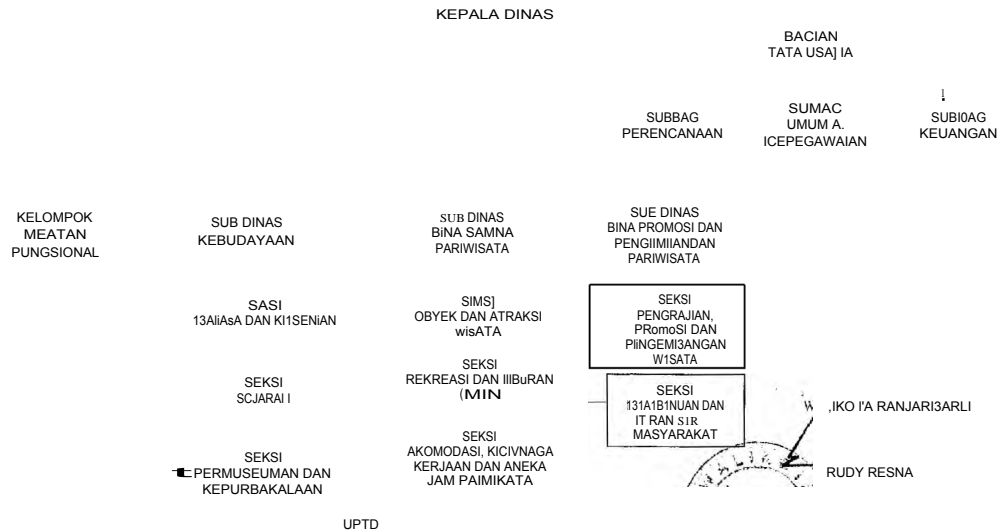 KEPALA DINAS
BACIAN
TATA USA] IA
SUBBAG
PERENCANAAN
SUMAC
UMUM A.
ICEPEGAWAIAN
SUBI0AG
KEUANGAN
KELOMPOK
MEATAN
PUNGSIONAL
SUB DINAS
KEBUDAYAAN
SUB DINAS
BiNA SAMNA
PARIWISATA
SUE DINAS
BINA PROMOSI DAN
PENGIIMIIANDAN
PARIWISATA
SASI
13AliAsA DAN KI1SENiAN
SIMS]
OBYEK DAN ATRAKSI
wisATA
SEKSI
PENGRAJIAN,
PRomoSI DAN
PliNGEMI3ANGAN
W1SATA
SEKSI
SCJARAI I
SEKSI
REKREASI DAN IIIBuRAN
(MIN
SEKSI
131A1B1NUAN DAN
IT RAN S1R
MASYARAKAT
W ,IKO I'A RANJARI3ARLI
SEKSI
PERMUSEUMAN DAN
KEPURBAKALAAN
SEKSI
AKOMODASI, KICIVNAGA
KERJAAN DAN ANEKA
JAM PAIMIKATA
RUDY RESNA
UPTD